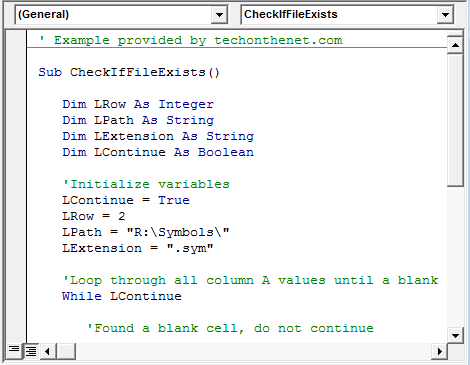 (General) CheckIfFileExists
' Example provided by techonthenet.com
Sub CheckIfFileExists()
Dim LRow As Integer
Dim LPath As String
Dim LExtension As String
Dim LContinue As Boolean
'Initialize variables
LContinue = True
LRow = 2
LPath = "R:\Symbols\"
LExtension = ".sym"
'Loop through all column A values until a blank
While LContinue
'Found a blank cell, do not continue